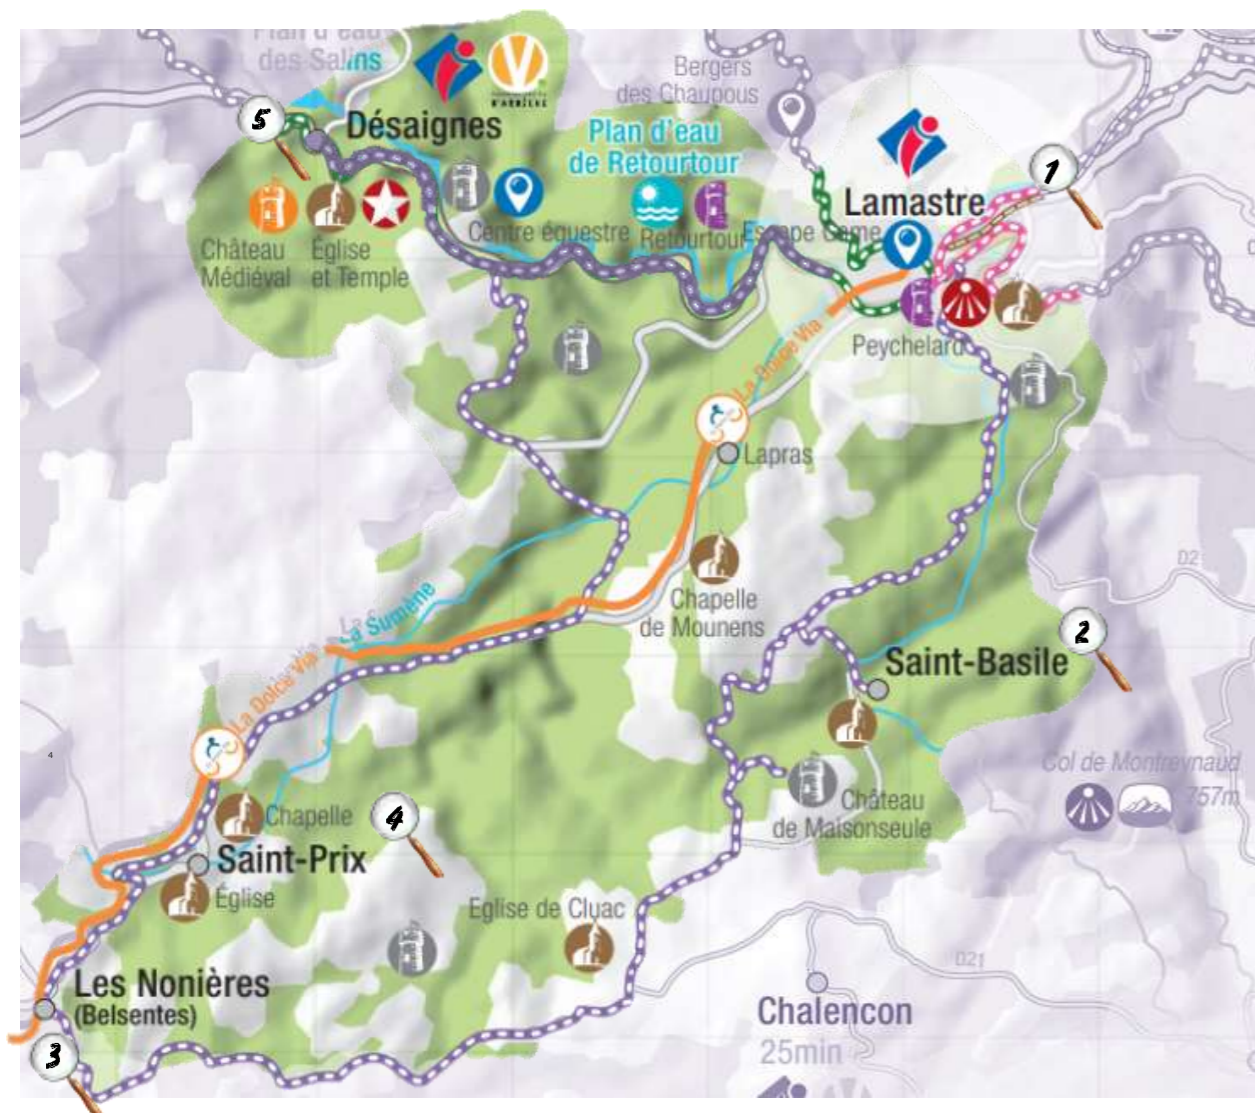 Plan d'eau
des Salins
V
D'ARDÈCHE
Bergers
des Chaupous
5
Désaignes
Plan d'eau
de Retourtour
1
Lamastre
Château
Médiéval
Église
et Temple
Centre équestre
Retourtour
Escape Game
Peychelard
La Dolce Via
Lapras
D2
Chapelle
de Mounens
La Sumène
2
Saint-Basile
La Dolce Via
4
Col de Montreynaud
757m
Chapelle
4
Château
de Maisonseule
Saint-Prix
Église
Eglise de Cluac
D21
Les Nonières
(Belsentes)
Chalencon
25min
3